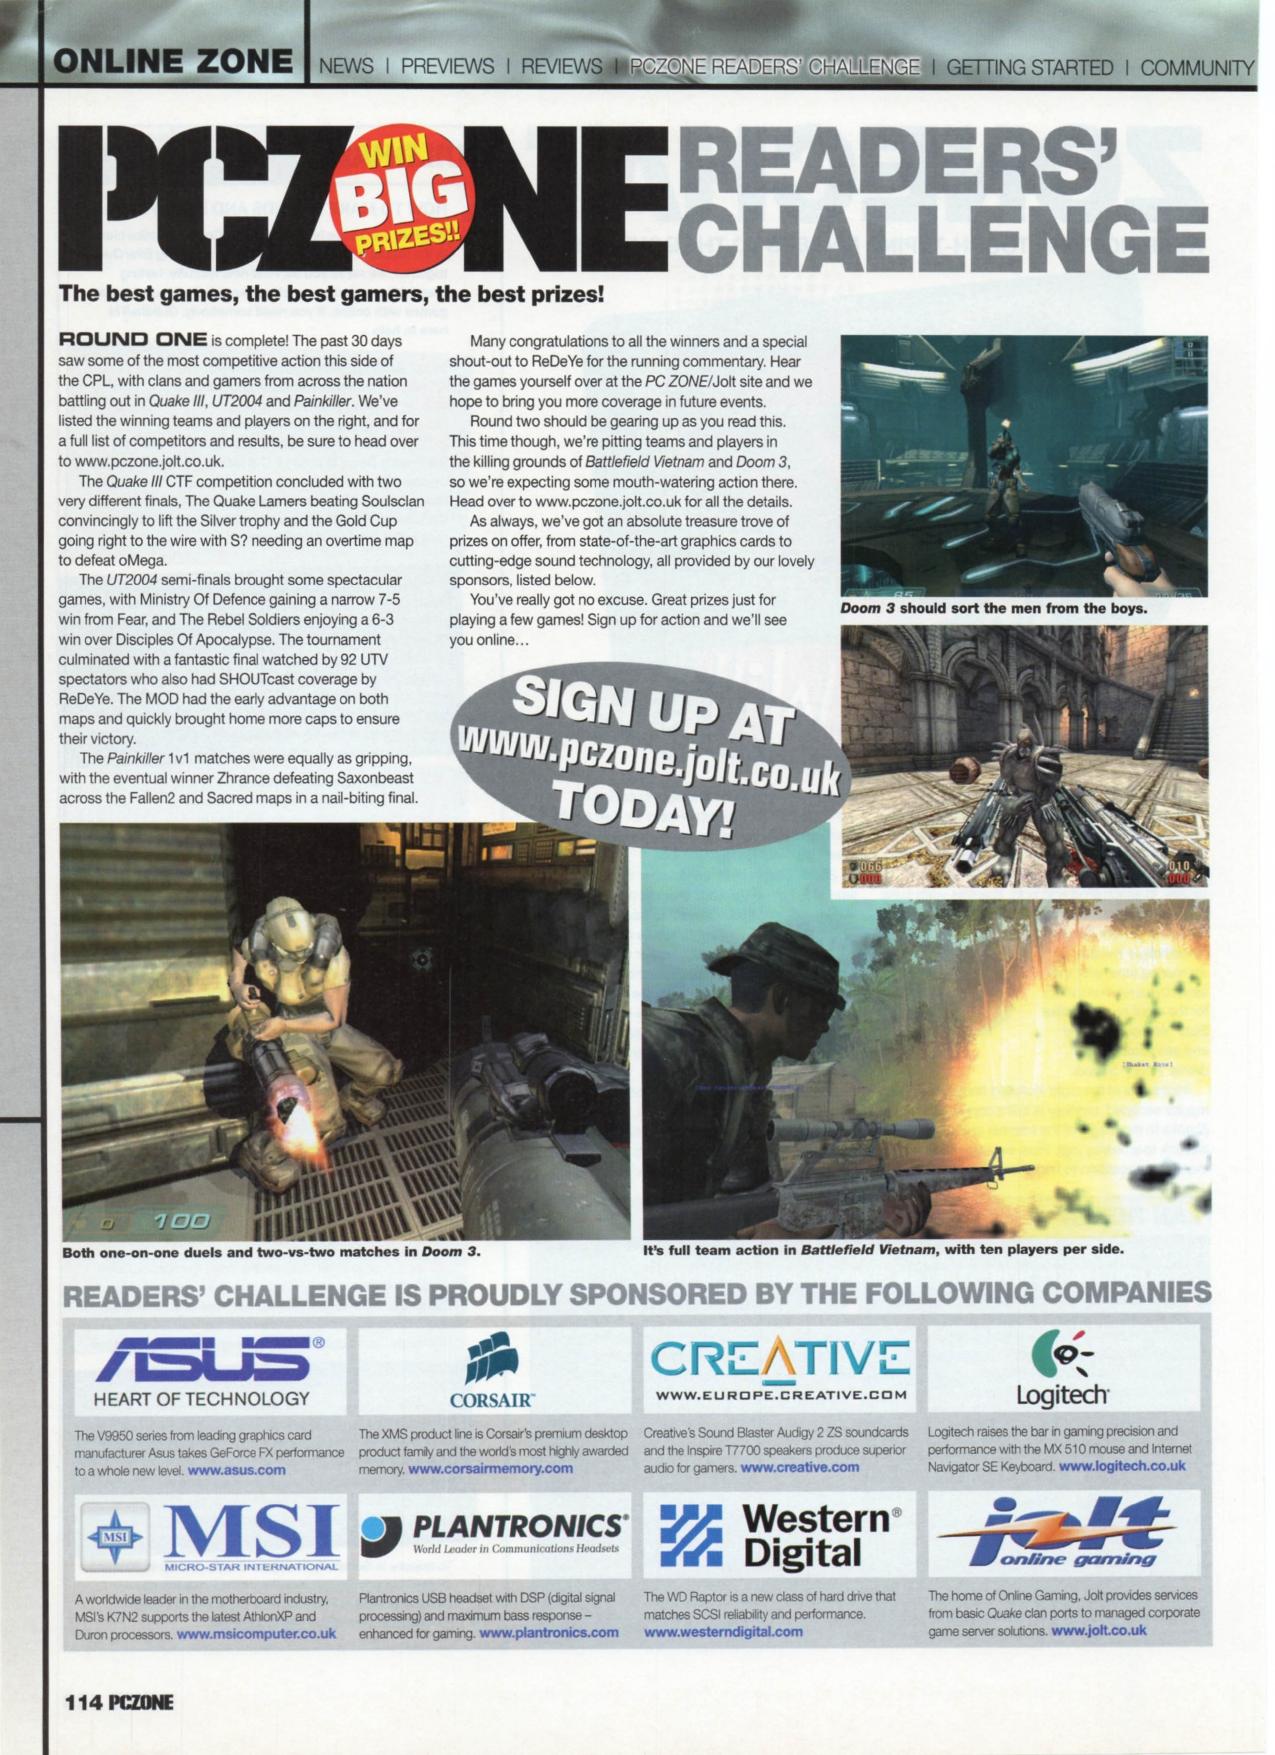 ONLINE ZONE
NEWS | PREVIEWS | REVIEWS | PCZONE READERS' CHALLENGE | GETTING STARTED | COMMUNITY
PCZONE
WIN
BIG
PRIZES!!
READERS'
CHALLENGE
The best games, the best gamers, the best prizes!
ROUND ONE is complete! The past 30 days
saw some of the most competitive action this side of
the CPL, with clans and gamers from across the nation
battling out in Quake III, UT2004 and Painkiller. We've
listed the winning teams and players on the right, and for
a full list of competitors and results, be sure to head over
to www.pczone.jolt.co.uk.
The Quake III CTF competition concluded with two
very different finals, The Quake Lamers beating Soulsclan
convincingly to lift the Silver trophy and the Gold Cup
going right to the wire with S? needing an overtime map
to defeat oMega.
The UT2004 semi-finals brought some spectacular
games, with Ministry Of Defence gaining a narrow 7-5
win from Fear, and The Rebel Soldiers enjoying a 6-3
win over Disciples Of Apocalypse. The tournament
culminated with a fantastic final watched by 92 UTV
spectators who also had SHOUTcast coverage by
ReDeYe. The MOD had the early advantage on both
maps and quickly brought home more caps to ensure
their victory.
The Painkiller 1v1 matches were equally as gripping,
with the eventual winner Zhrance defeating Saxonbeast
across the Fallen2 and Sacred maps in a nail-biting final.
Many congratulations to all the winners and a special
shout-out to ReDeYe for the running commentary. Hear
the games yourself over at the PC ZONE/Jolt site and we
hope to bring you more coverage in future events.
Round two should be gearing up as you read this.
This time though, we're pitting teams and players in
the killing grounds of Battlefield Vietnam and Doom 3,
so we're expecting some mouth-watering action there.
Head over to www.pczone.jolt.co.uk for all the details.
As always, we've got an absolute treasure trove of
prizes on offer, from state-of-the-art graphics cards to
cutting-edge sound technology, all provided by our lovely
sponsors, listed below.
You've really got no excuse. Great prizes just for
playing a few games! Sign up for action and we'll see
you online...
SIGN UP AT
www.pczone.jolt.co.uk
TODAY!
Doom 3 should sort the men from the boys.
066
000
010
000
0 100
Both one-on-one duels and two-vs-two matches in Doom 3.
It's full team action in Battlefield Vietnam, with ten players per side.
READERS' CHALLENGE IS PROUDLY SPONSORED BY THE FOLLOWING COMPANIES
ASUS®
HEART OF TECHNOLOGY
The V9950 series from leading graphics card
manufacturer Asus takes GeForce FX performance
to a whole new level. www.asus.com
CORSAIR™
The XMS product line is Corsair's premium desktop
product family and the world's most highly awarded
memory. www.corsairmemory.com
CREATIVE
WWW.EUROPE.CREATIVE.COM
Creative's Sound Blaster Audigy 2 ZS soundcards
and the Inspire T7700 speakers produce superior
audio for gamers. www.creative.com
Logitech®
Logitech raises the bar in gaming precision and
performance with the MX 510 mouse and Internet
Navigator SE Keyboard. www.logitech.co.uk
MSI
MSI
MICRO-STAR INTERNATIONAL
A worldwide leader in the motherboard industry,
MSI's K7N2 supports the latest AthlonXP and
Duron processors. www.msicomputer.co.uk
PLANTRONICS®
World Leader in Communications Headsets
Plantronics USB headset with DSP (digital signal
processing) and maximum bass response –
enhanced for gaming. www.plantronics.com
Western®
Digital
The WD Raptor is a new class of hard drive that
matches SCSI reliability and performance.
www.westerndigital.com
jolt
online gaming
The home of Online Gaming, Jolt provides services
from basic Quake clan ports to managed corporate
game server solutions. www.jolt.co.uk
114 PCZONE